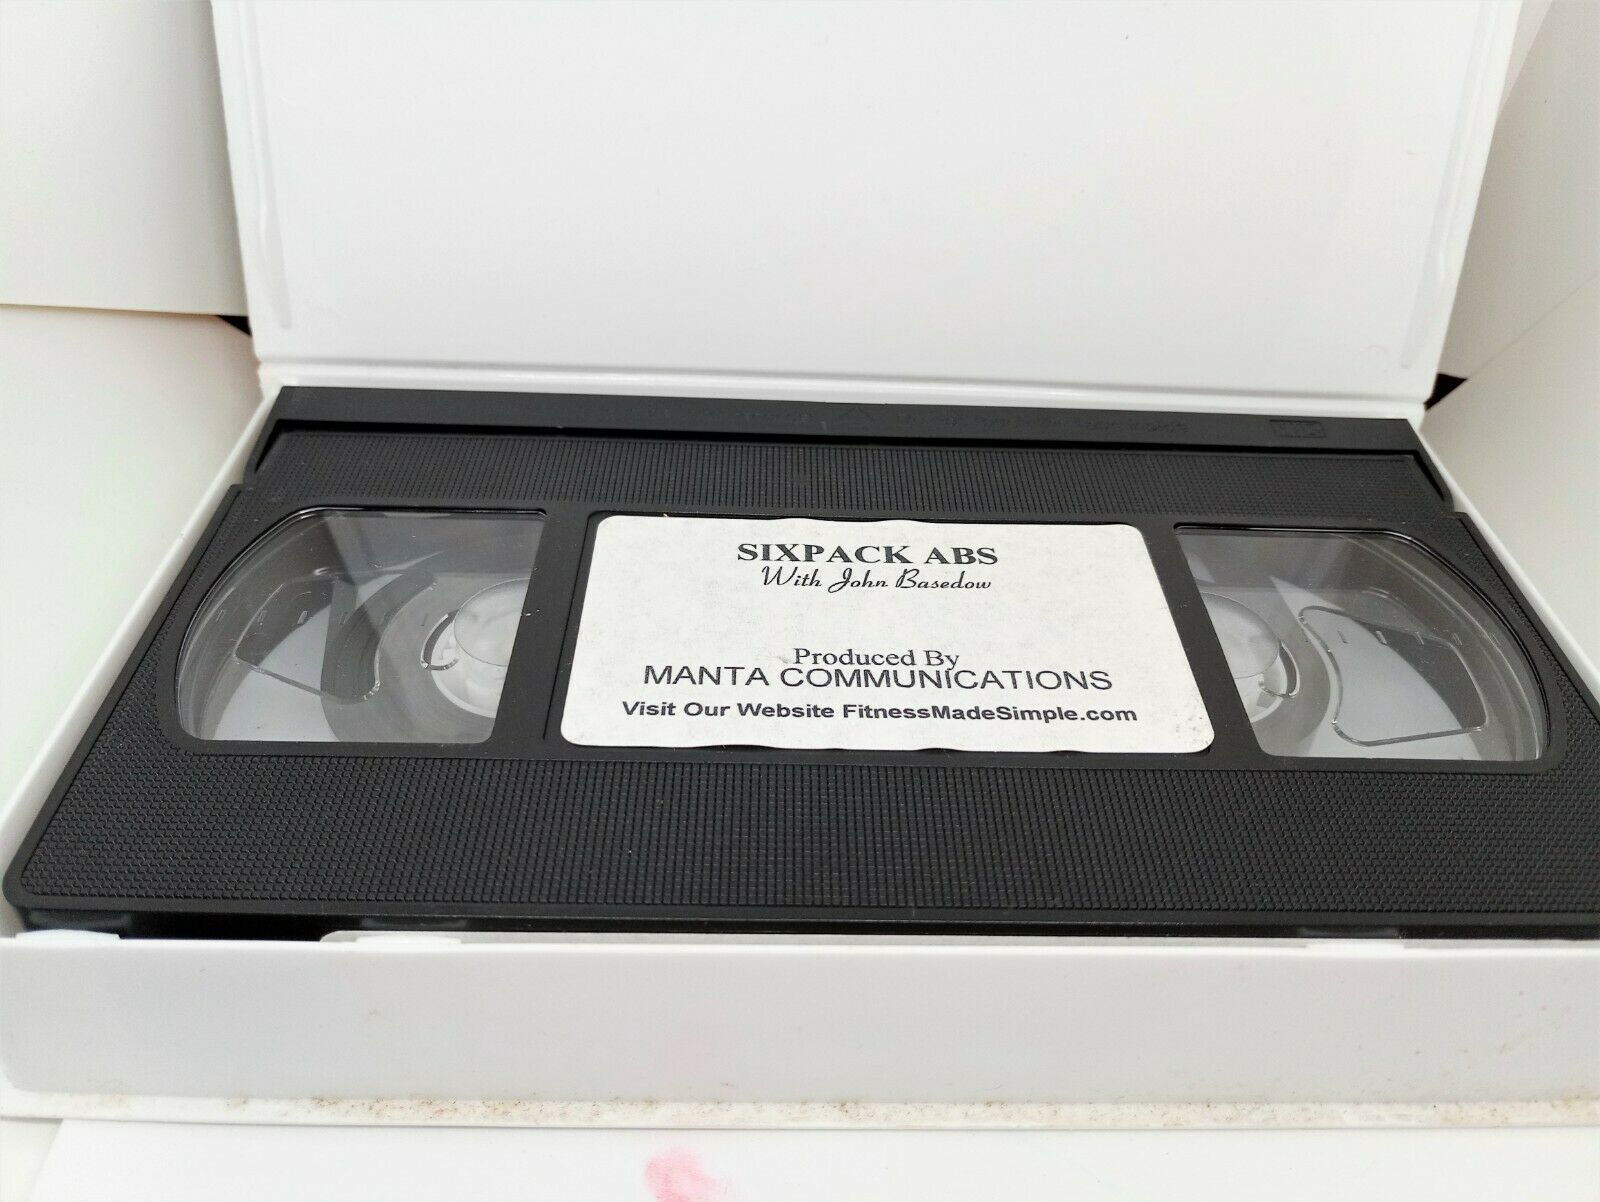 SIXPACK ABS
With John Basedow
Produced By
MANTA COMMUNICATIONS
Visit Our Website FitnessMadeSimple.com